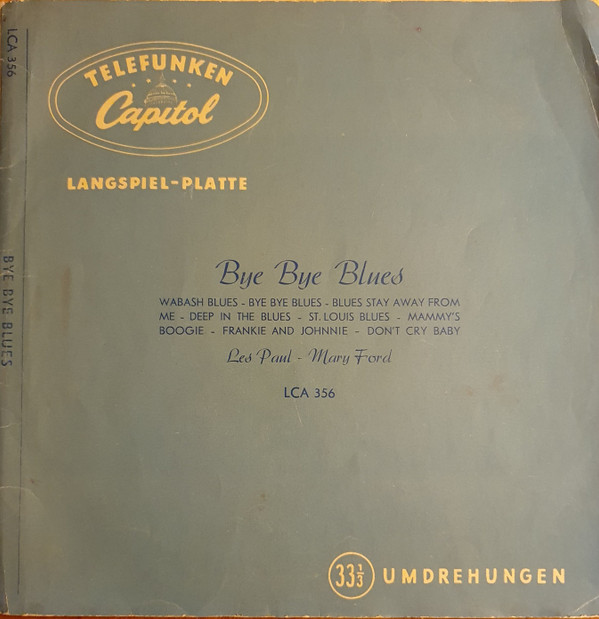 LCA 356
TELEFUNKEN
Capitol
LANGSPIEL-PLATTE
BYE BYE BLUES
Bye Bye Blues
WABASH BLUES - BYE BYE BLUES - BLUES STAY AWAY FROM
ME - DEEP IN THE BLUES - ST. LOUIS BLUES - MAMMY'S
BOOGIE - FRANKIE AND JOHNNIE - DON'T CRY BABY
Les Paul - Mary Ford
LCA 356
33 1/3 UMDREHUNGEN